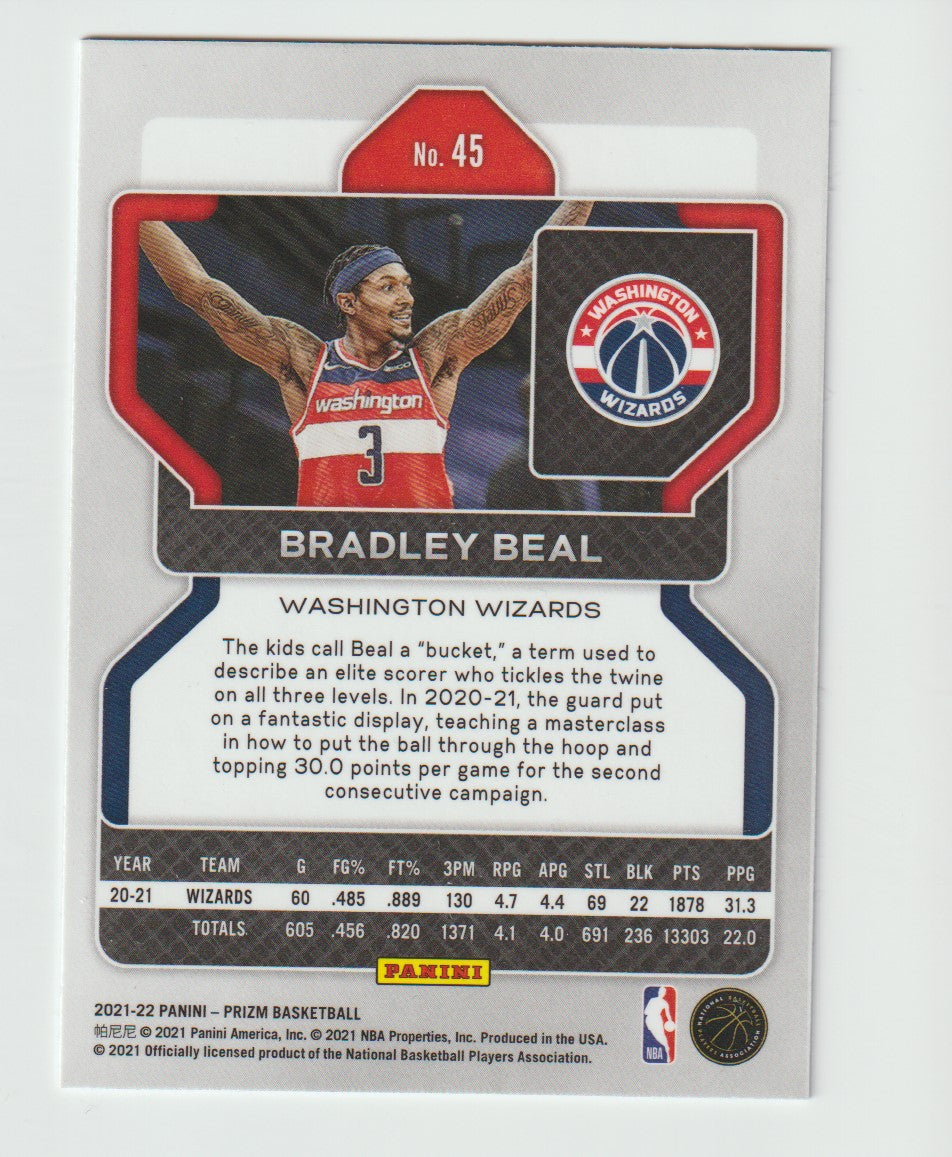 No. 45
WASHINGTON
WIZARDS
GEICO
washington
3
BRADLEY BEAL
WASHINGTON WIZARDS
The kids call Beal a "bucket," a term used to
describe an elite scorer who tickles the twine
on all three levels. In 2020-21, the guard put
on a fantastic display, teaching a masterclass
in how to put the ball through the hoop and
topping 30.0 points per game for the second
consecutive campaign.
YEAR TEAM G FG% FT% 3PM RPG APG STL BLK PTS PPG
20-21 WIZARDS 60 .485 .889 130 4.7 4.4 69 22 1878 31.3
TOTALS 605 .456 .820 1371 4.1 4.0 691 236 13303 22.0
PANINI
2021-22 PANINI – PRIZM BASKETBALL
帕尼尼 © 2021 Panini America, Inc. © 2021 NBA Properties, Inc. Produced in the USA.
© 2021 Officially licensed product of the National Basketball Players Association.
NBA
NATIONAL BASKETBALL
PLAYERS ASSOCIATION